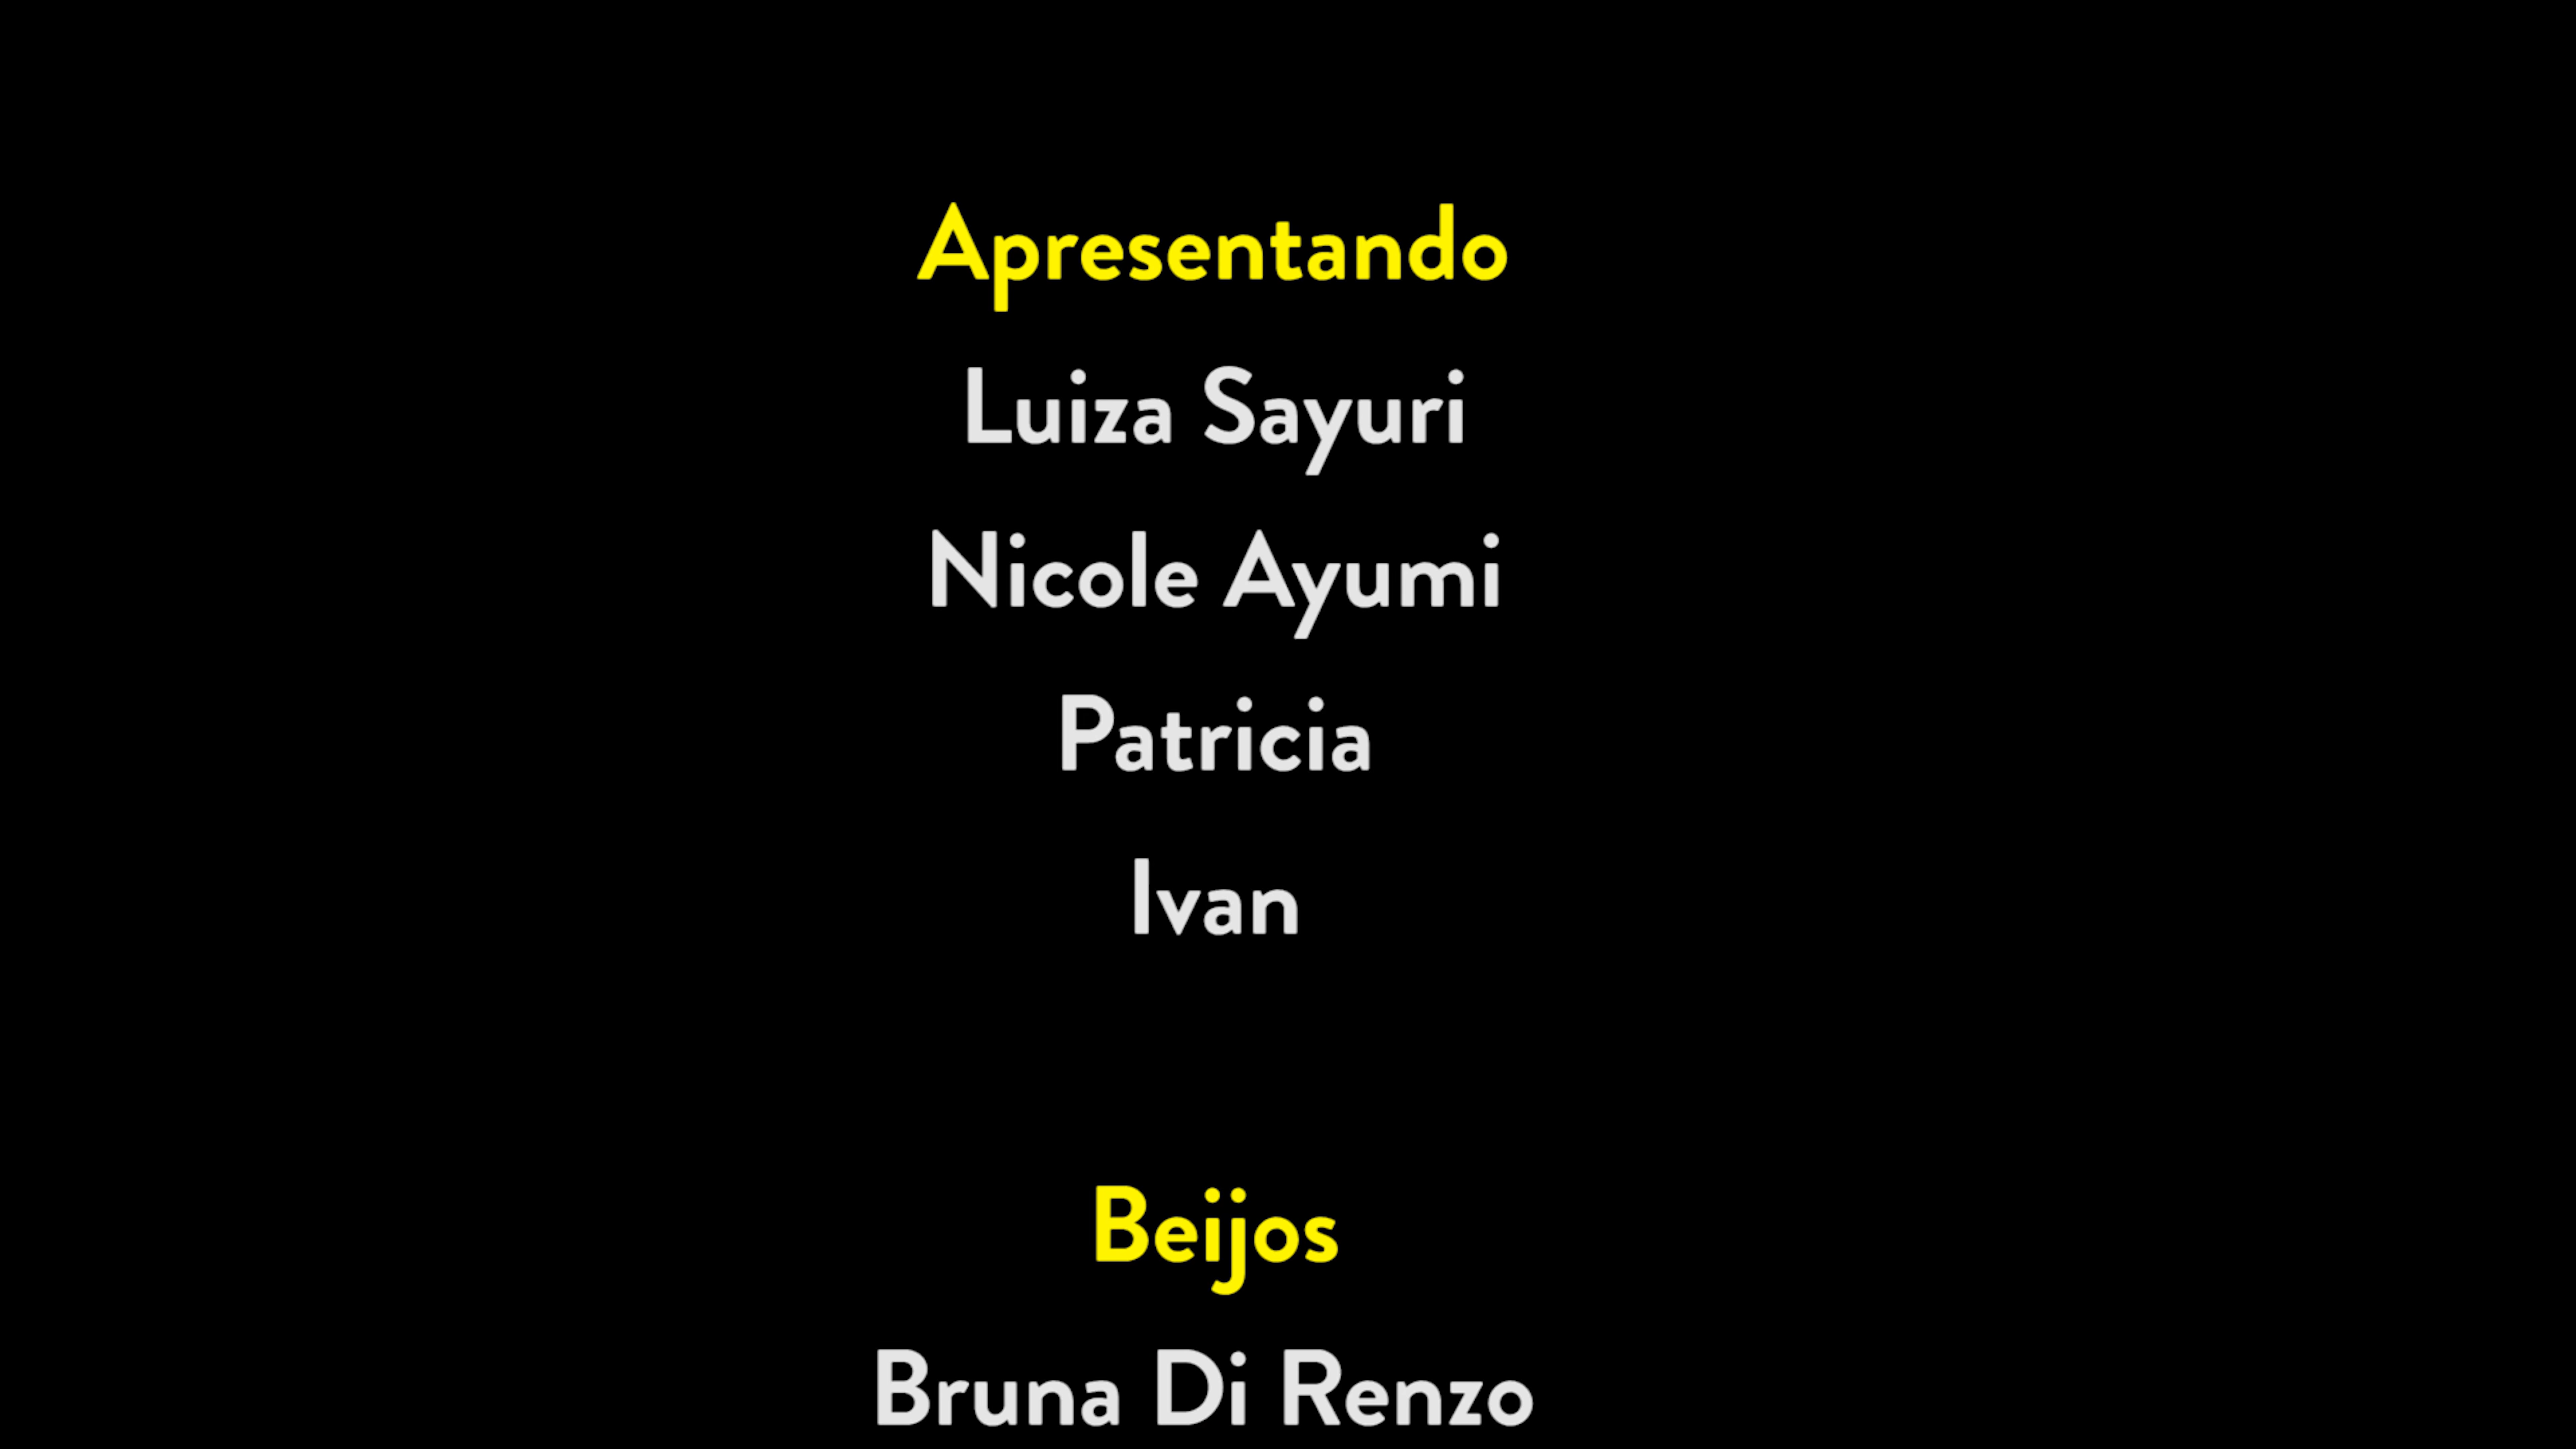 Apresentando
Luiza Sayuri
Nicole Ayumi
Patricia
Ivan
Beijos
Bruna Di Renzo